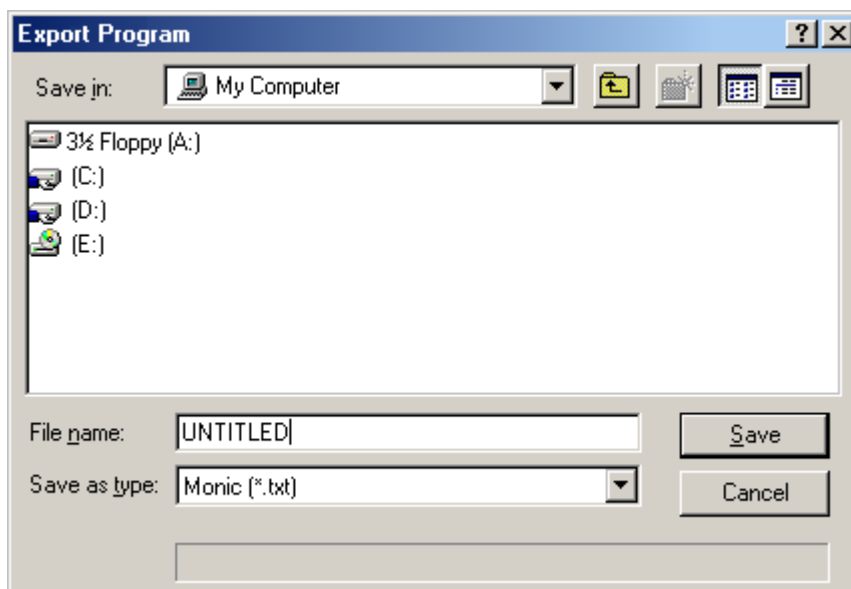 Export Program
Save in: My Computer
3½ Floppy (A:)
(C:)
(D:)
(E:)
File name: UNTITLED Save
Save as type: Monic (*.txt) Cancel